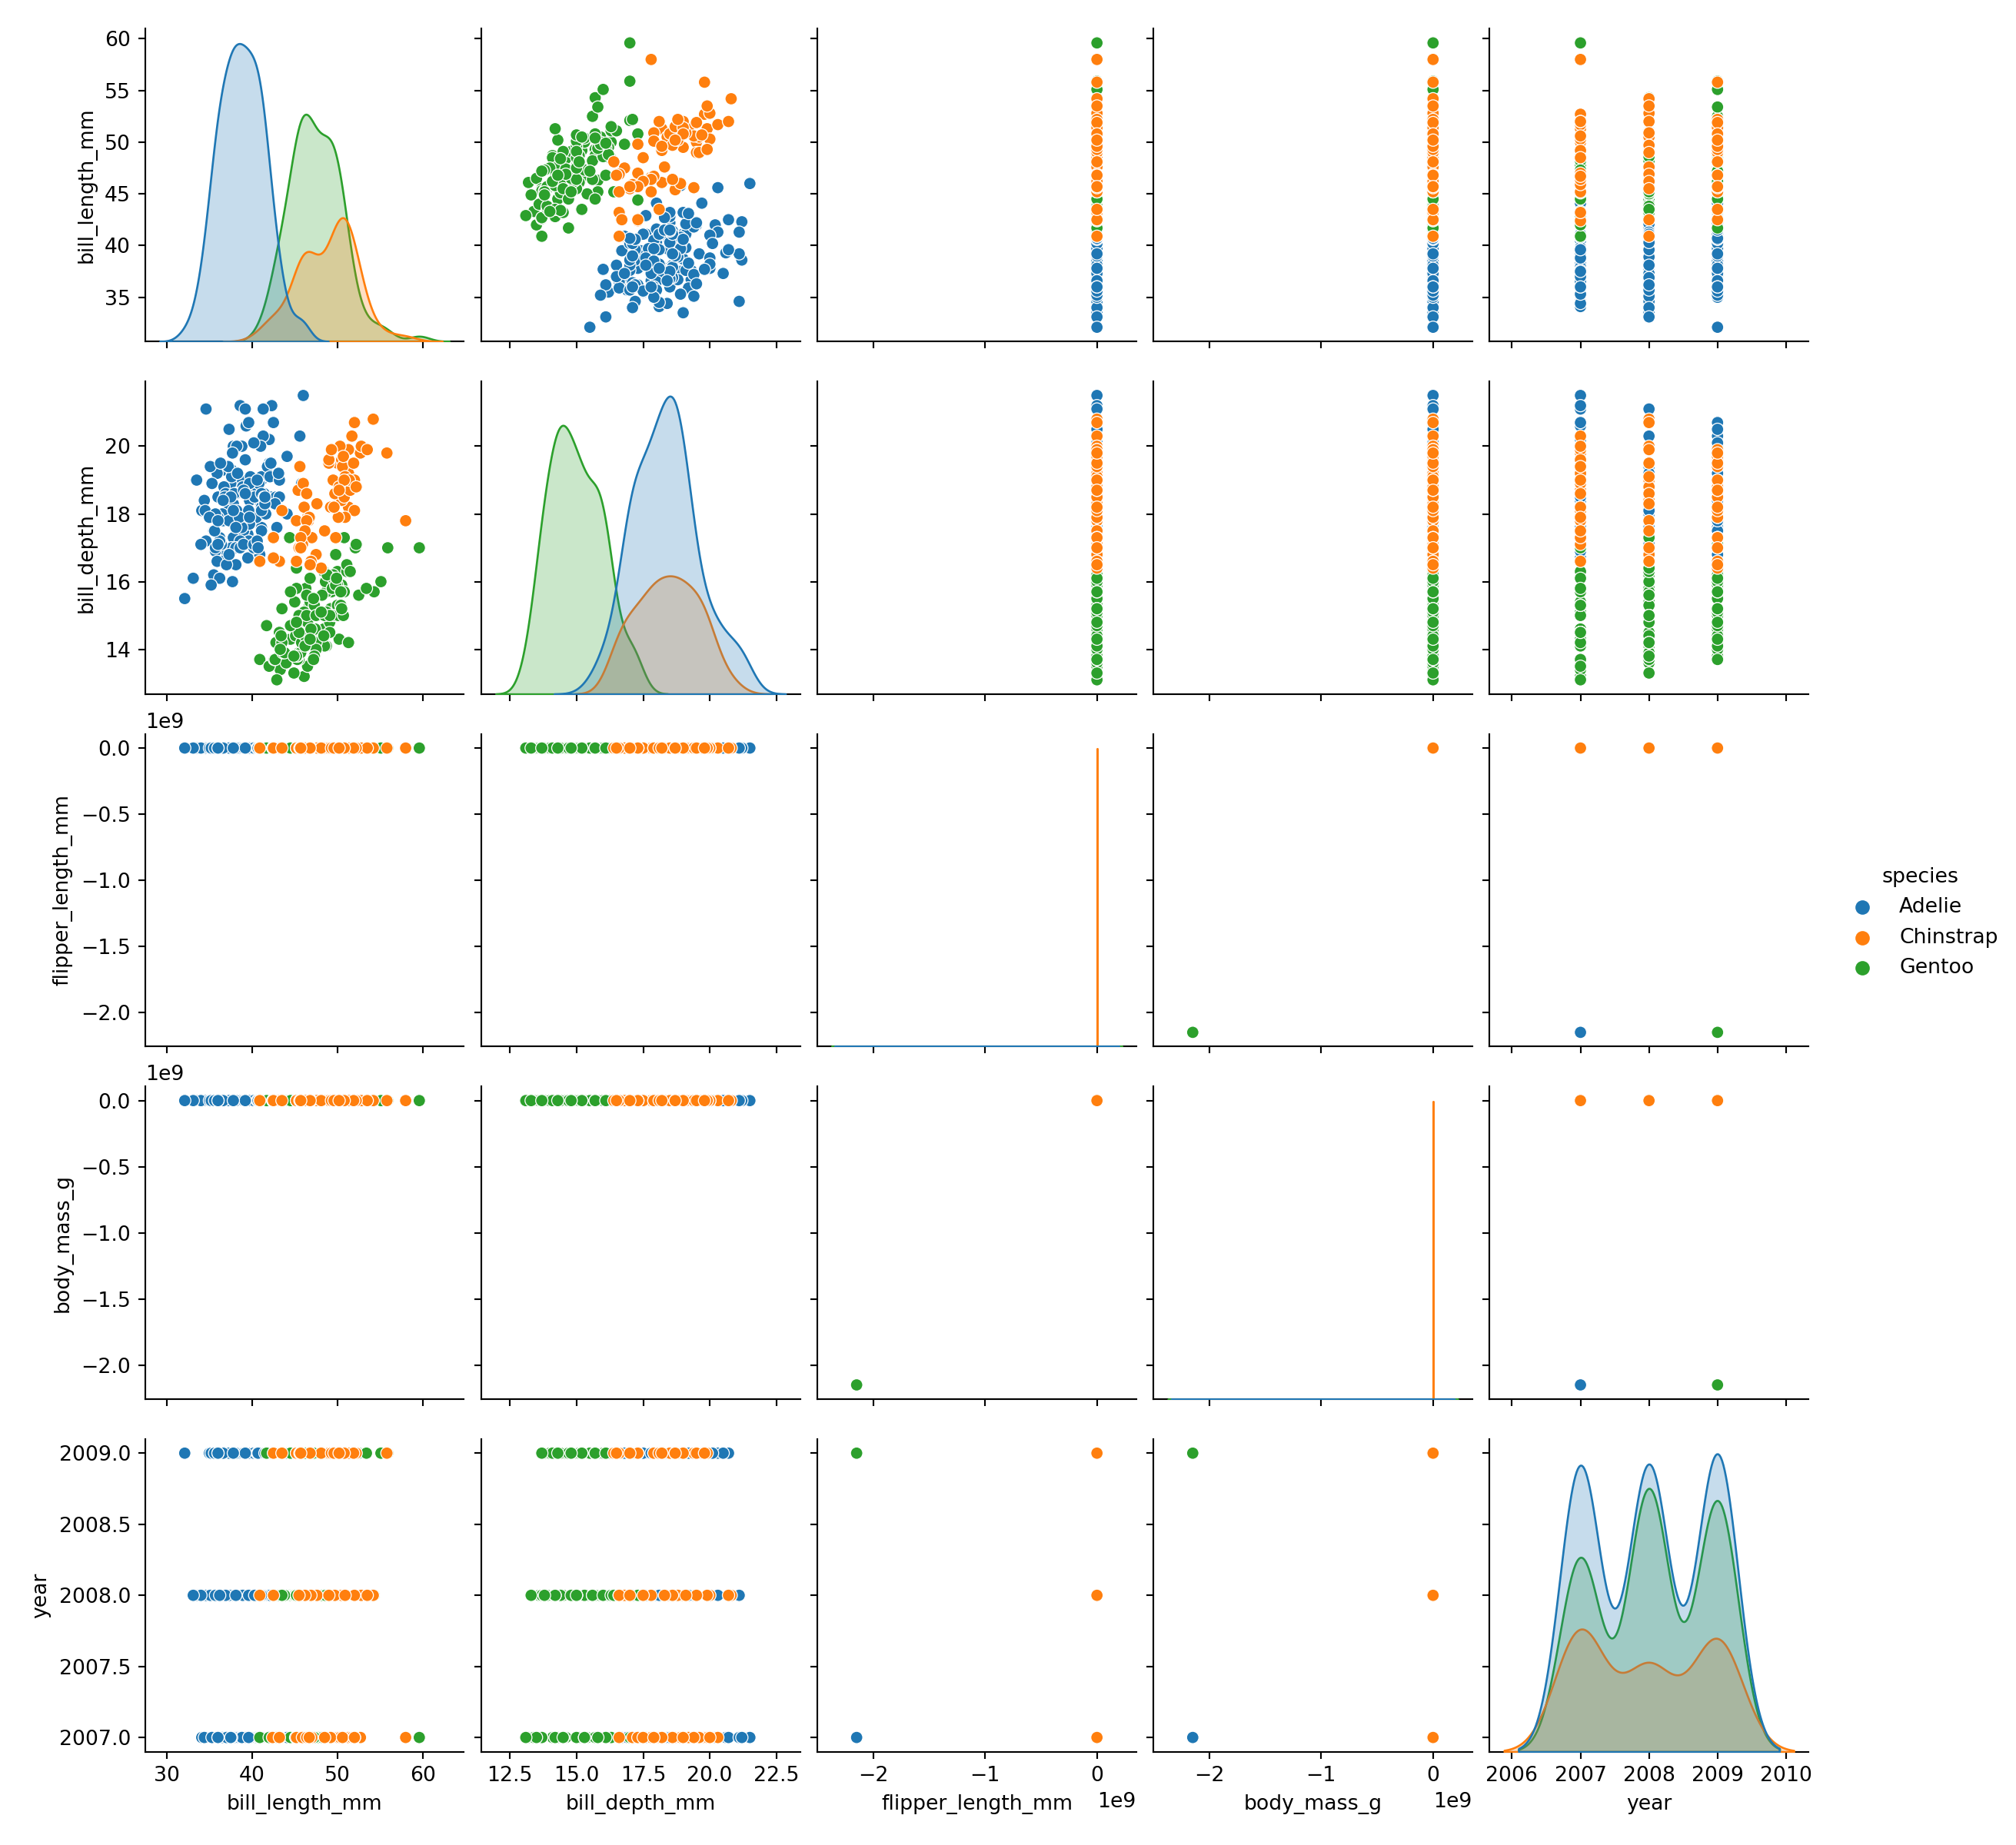 60
55
50
45
40
35
bill_length_mm
20
18
16
14
bill_depth_mm
1e9
0.0
−0.5
−1.0
−1.5
−2.0
flipper_length_mm
species
Adelie
Chinstrap
Gentoo
1e9
0.0
−0.5
−1.0
−1.5
−2.0
body_mass_g
2009.0
2008.5
2008.0
2007.5
2007.0
year
30 40 50 60
bill_length_mm
12.5 15.0 17.5 20.0 22.5
bill_depth_mm
−2 −1 0
flipper_length_mm 1e9
−2 −1 0
body_mass_g 1e9
2006 2007 2008 2009 2010
year